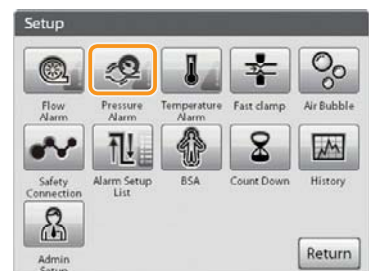 Setup
Flow Alarm
Pressure Alarm
Temperature Alarm
Fast clamp
Air Bubble
Safety Connection
Alarm Setup List
BSA
Count Down
History
Admin Setup
Return